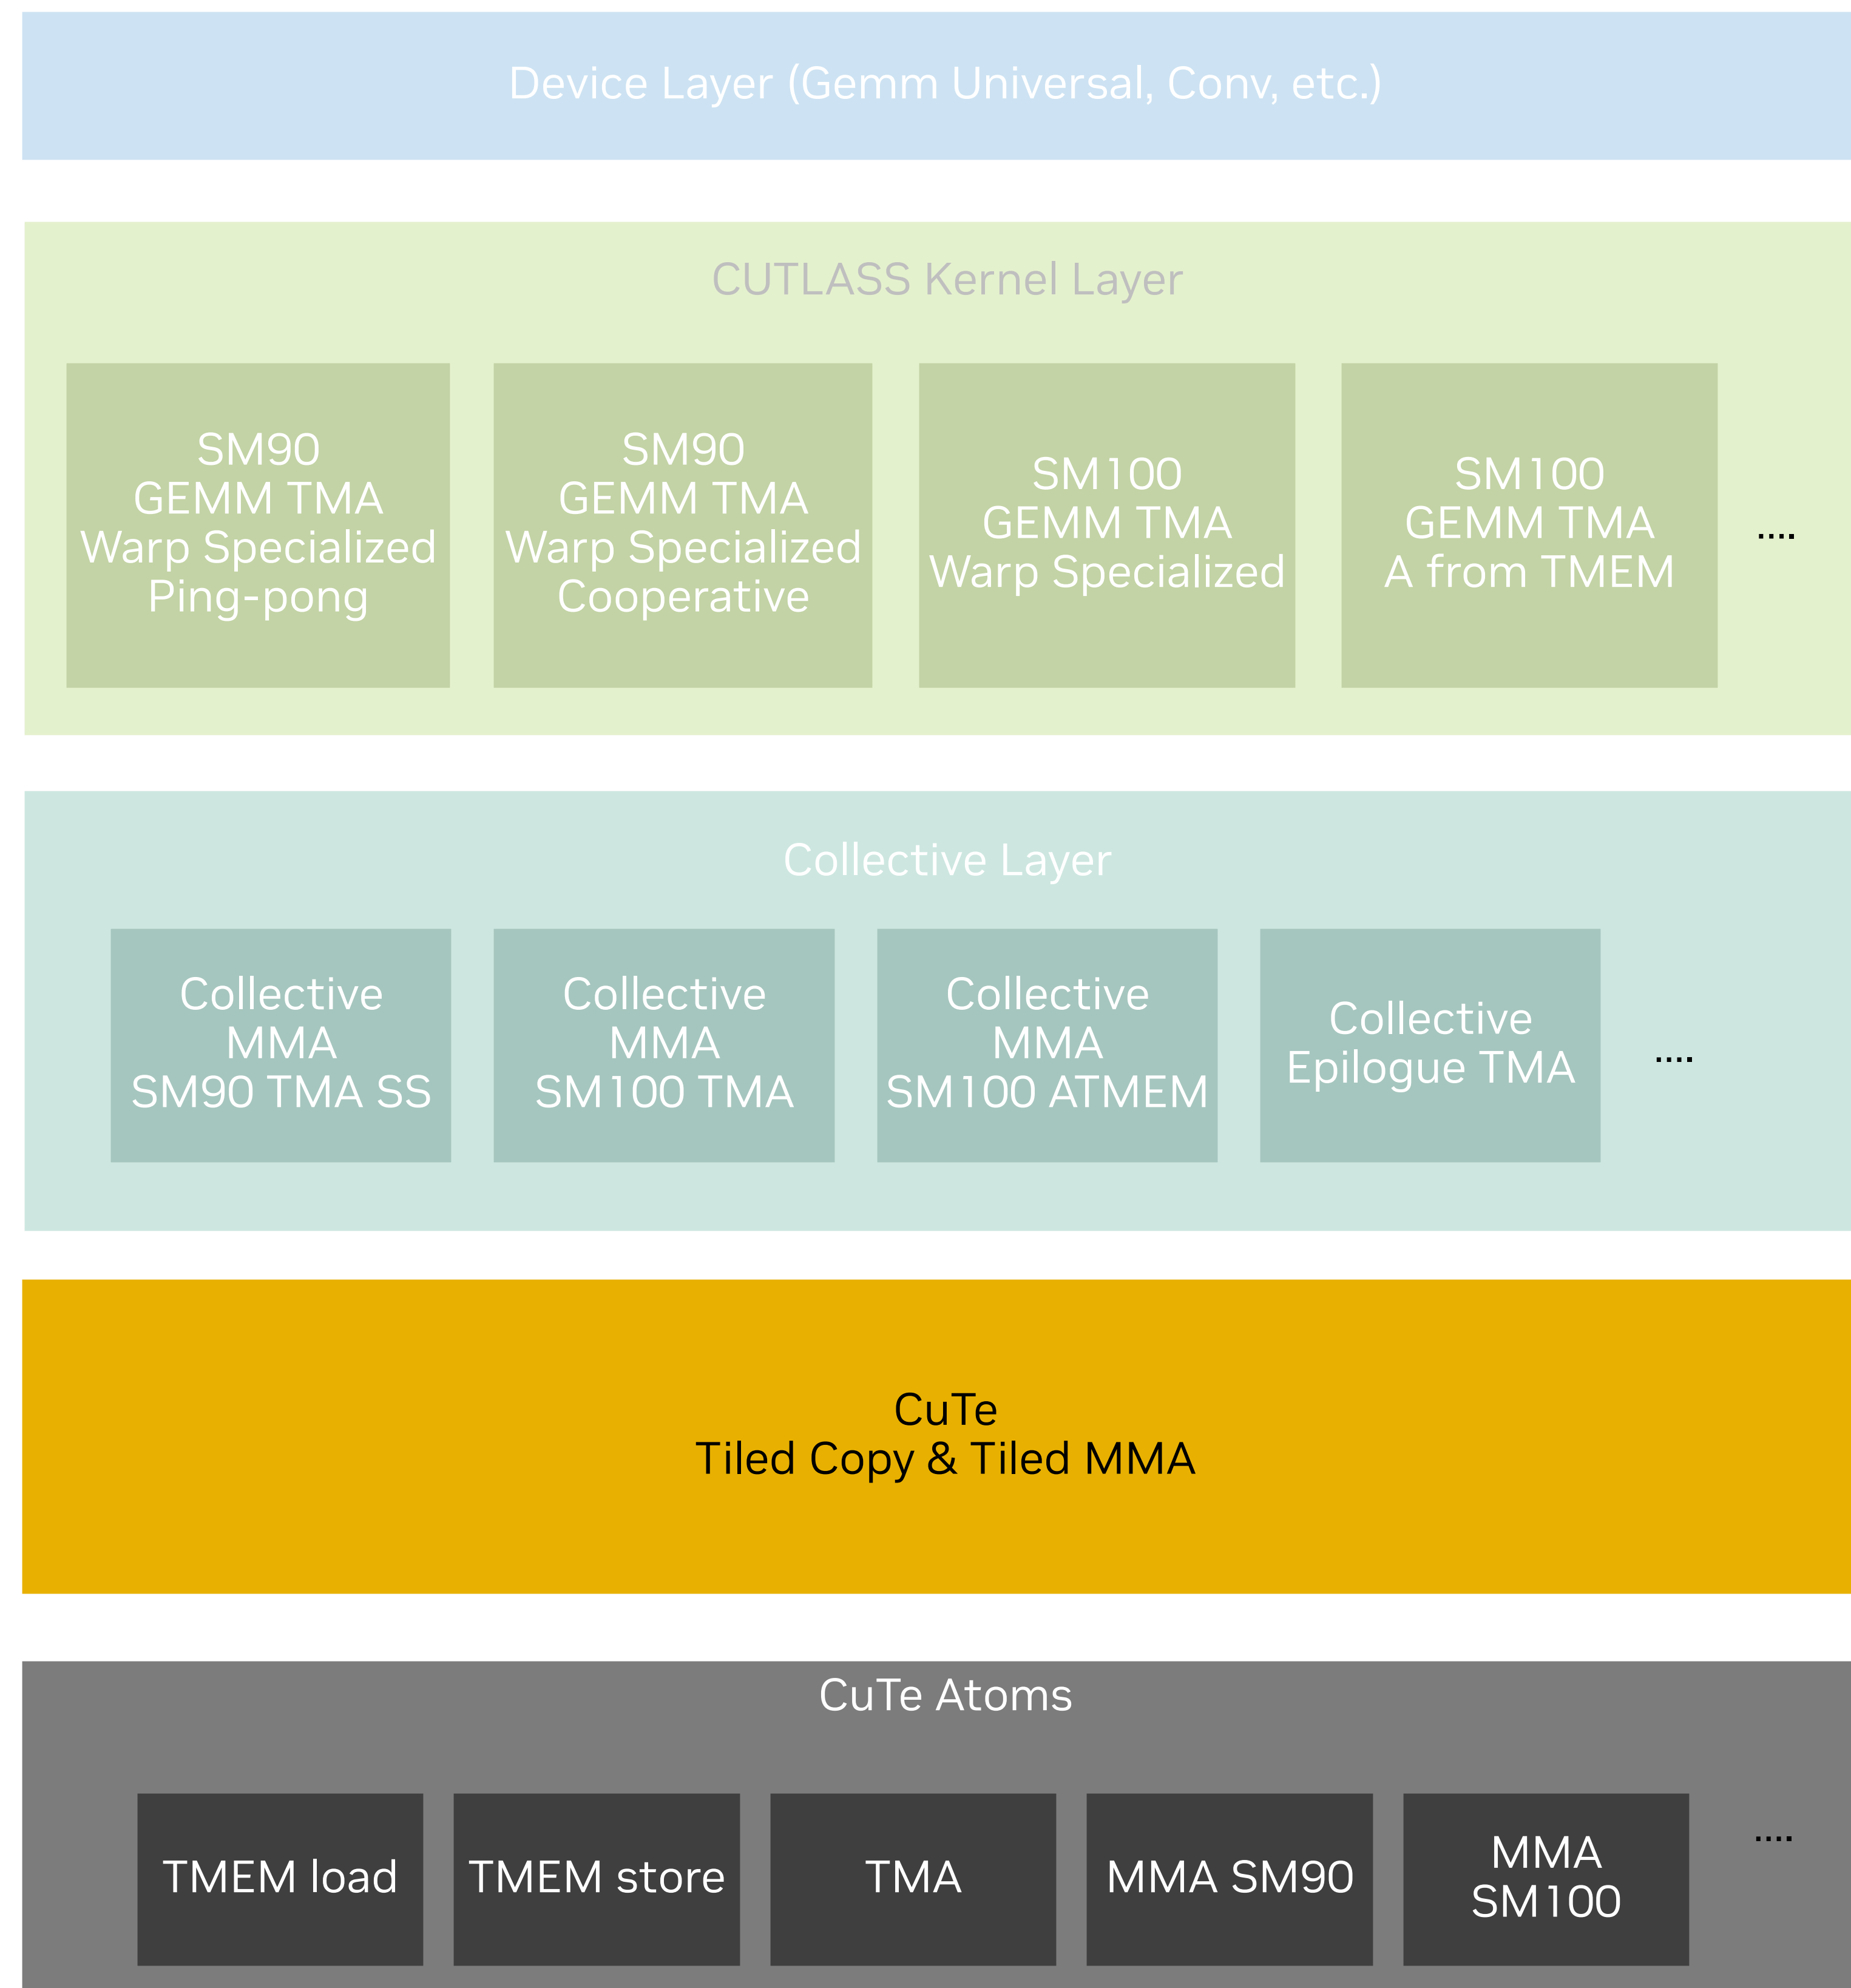 Device Layer (Gemm Universal, Conv, etc.)
CUTLASS Kernel Layer
SM90
GEMM TMA
Warp Specialized
Ping-pong
SM90
GEMM TMA
Warp Specialized
Cooperative
SM100
GEMM TMA
Warp Specialized
SM100
GEMM TMA
A from TMEM
....
Collective Layer
Collective
MMA
SM90 TMA SS
Collective
MMA
SM100 TMA
Collective
MMA
SM100 ATMEM
Collective
Epilogue TMA
....
CuTe
Tiled Copy & Tiled MMA
CuTe Atoms
TMEM load
TMEM store
TMA
MMA SM90
MMA
SM100
....